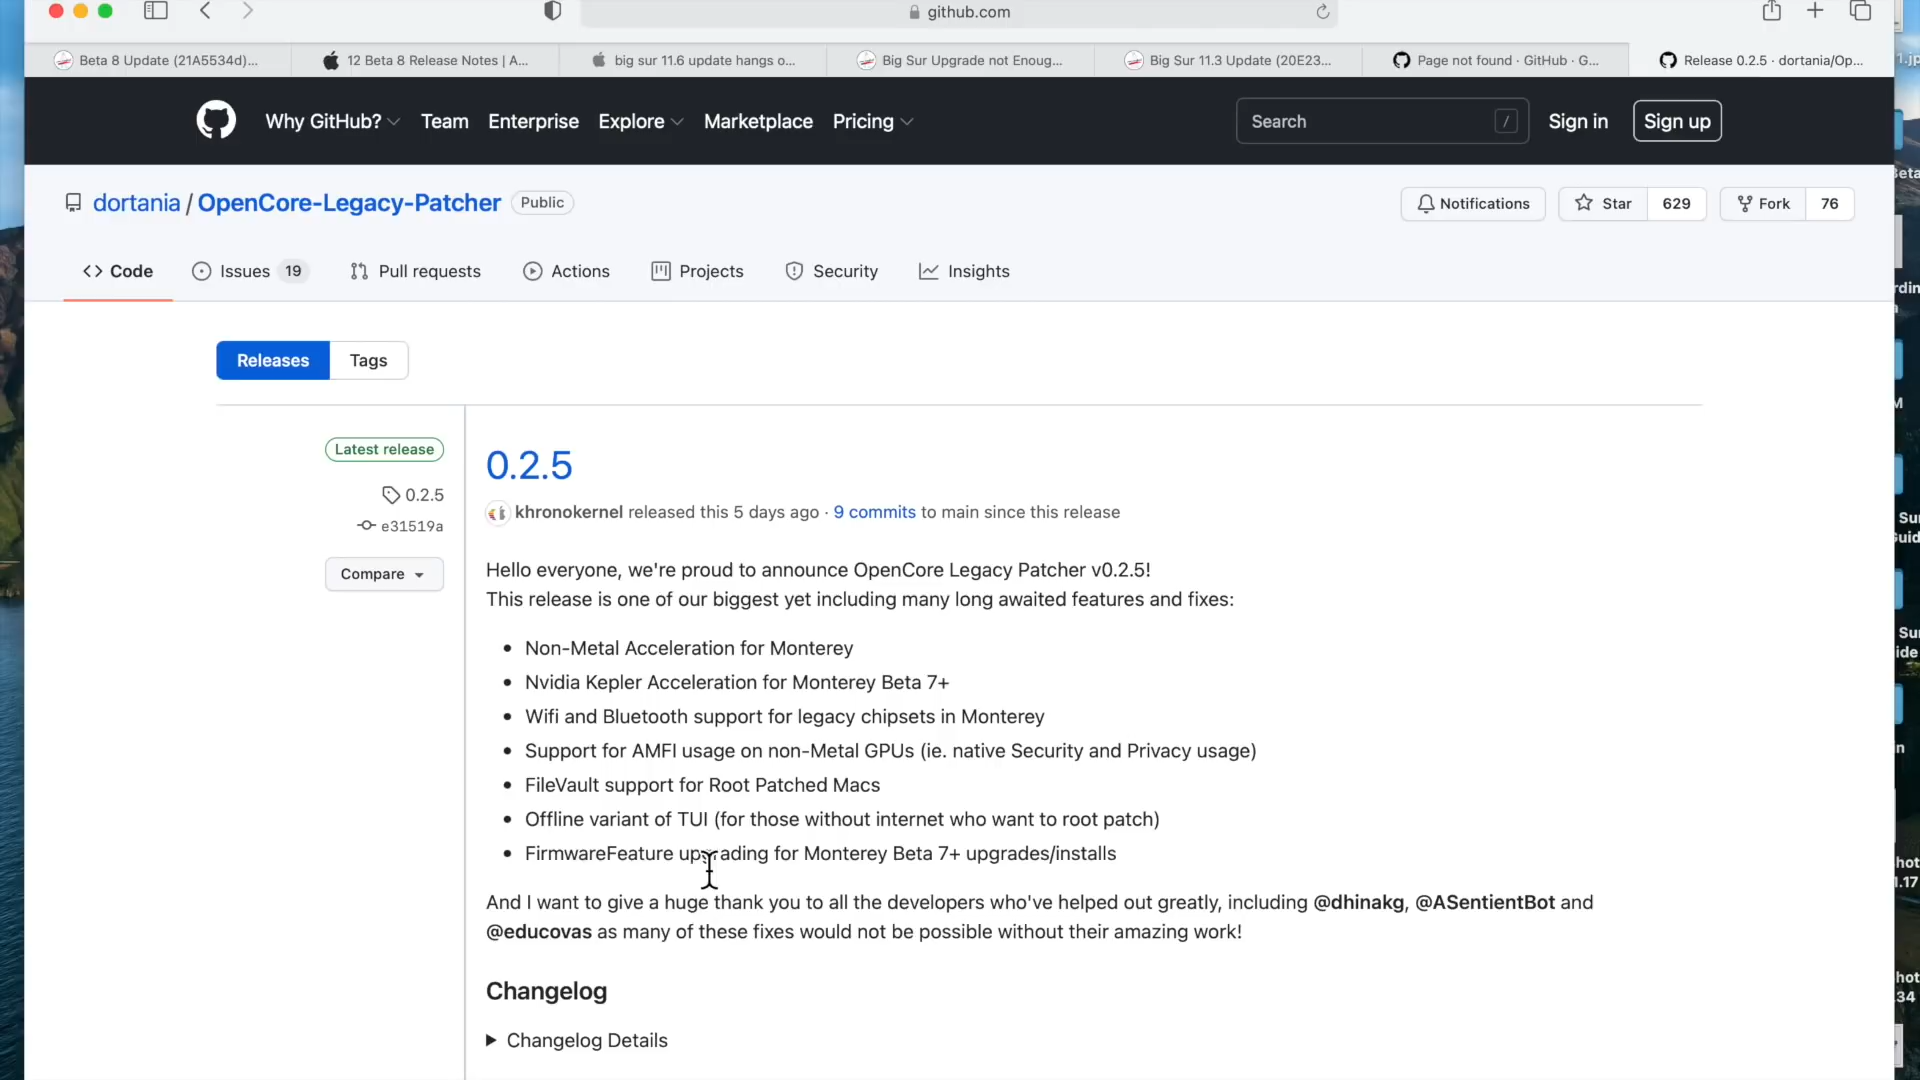 github.com
Beta 8 Update (21A5534d)...
12 Beta 8 Release Notes | A...
big sur 11.6 update hangs o...
Big Sur Upgrade not Enoug...
Big Sur 11.3 Update (20E23...
Page not found · GitHub · G...
Release 0.2.5 · dortania/Op...
Why GitHub? Team Enterprise Explore Marketplace Pricing
Search /
Sign in
Sign up
dortania / OpenCore-Legacy-Patcher Public
Notifications
Star 629
Fork 76
Code
Issues 19
Pull requests
Actions
Projects
Security
Insights
Releases Tags
Latest release
0.2.5
e31519a
Compare
0.2.5
khronokernel released this 5 days ago · 9 commits to main since this release
Hello everyone, we're proud to announce OpenCore Legacy Patcher v0.2.5!
This release is one of our biggest yet including many long awaited features and fixes:
• Non-Metal Acceleration for Monterey
• Nvidia Kepler Acceleration for Monterey Beta 7+
• Wifi and Bluetooth support for legacy chipsets in Monterey
• Support for AMFI usage on non-Metal GPUs (ie. native Security and Privacy usage)
• FileVault support for Root Patched Macs
• Offline variant of TUI (for those without internet who want to root patch)
• FirmwareFeature upgrading for Monterey Beta 7+ upgrades/installs
And I want to give a huge thank you to all the developers who've helped out greatly, including @dhinakg, @ASentientBot and
@educovas as many of these fixes would not be possible without their amazing work!
Changelog
Changelog Details